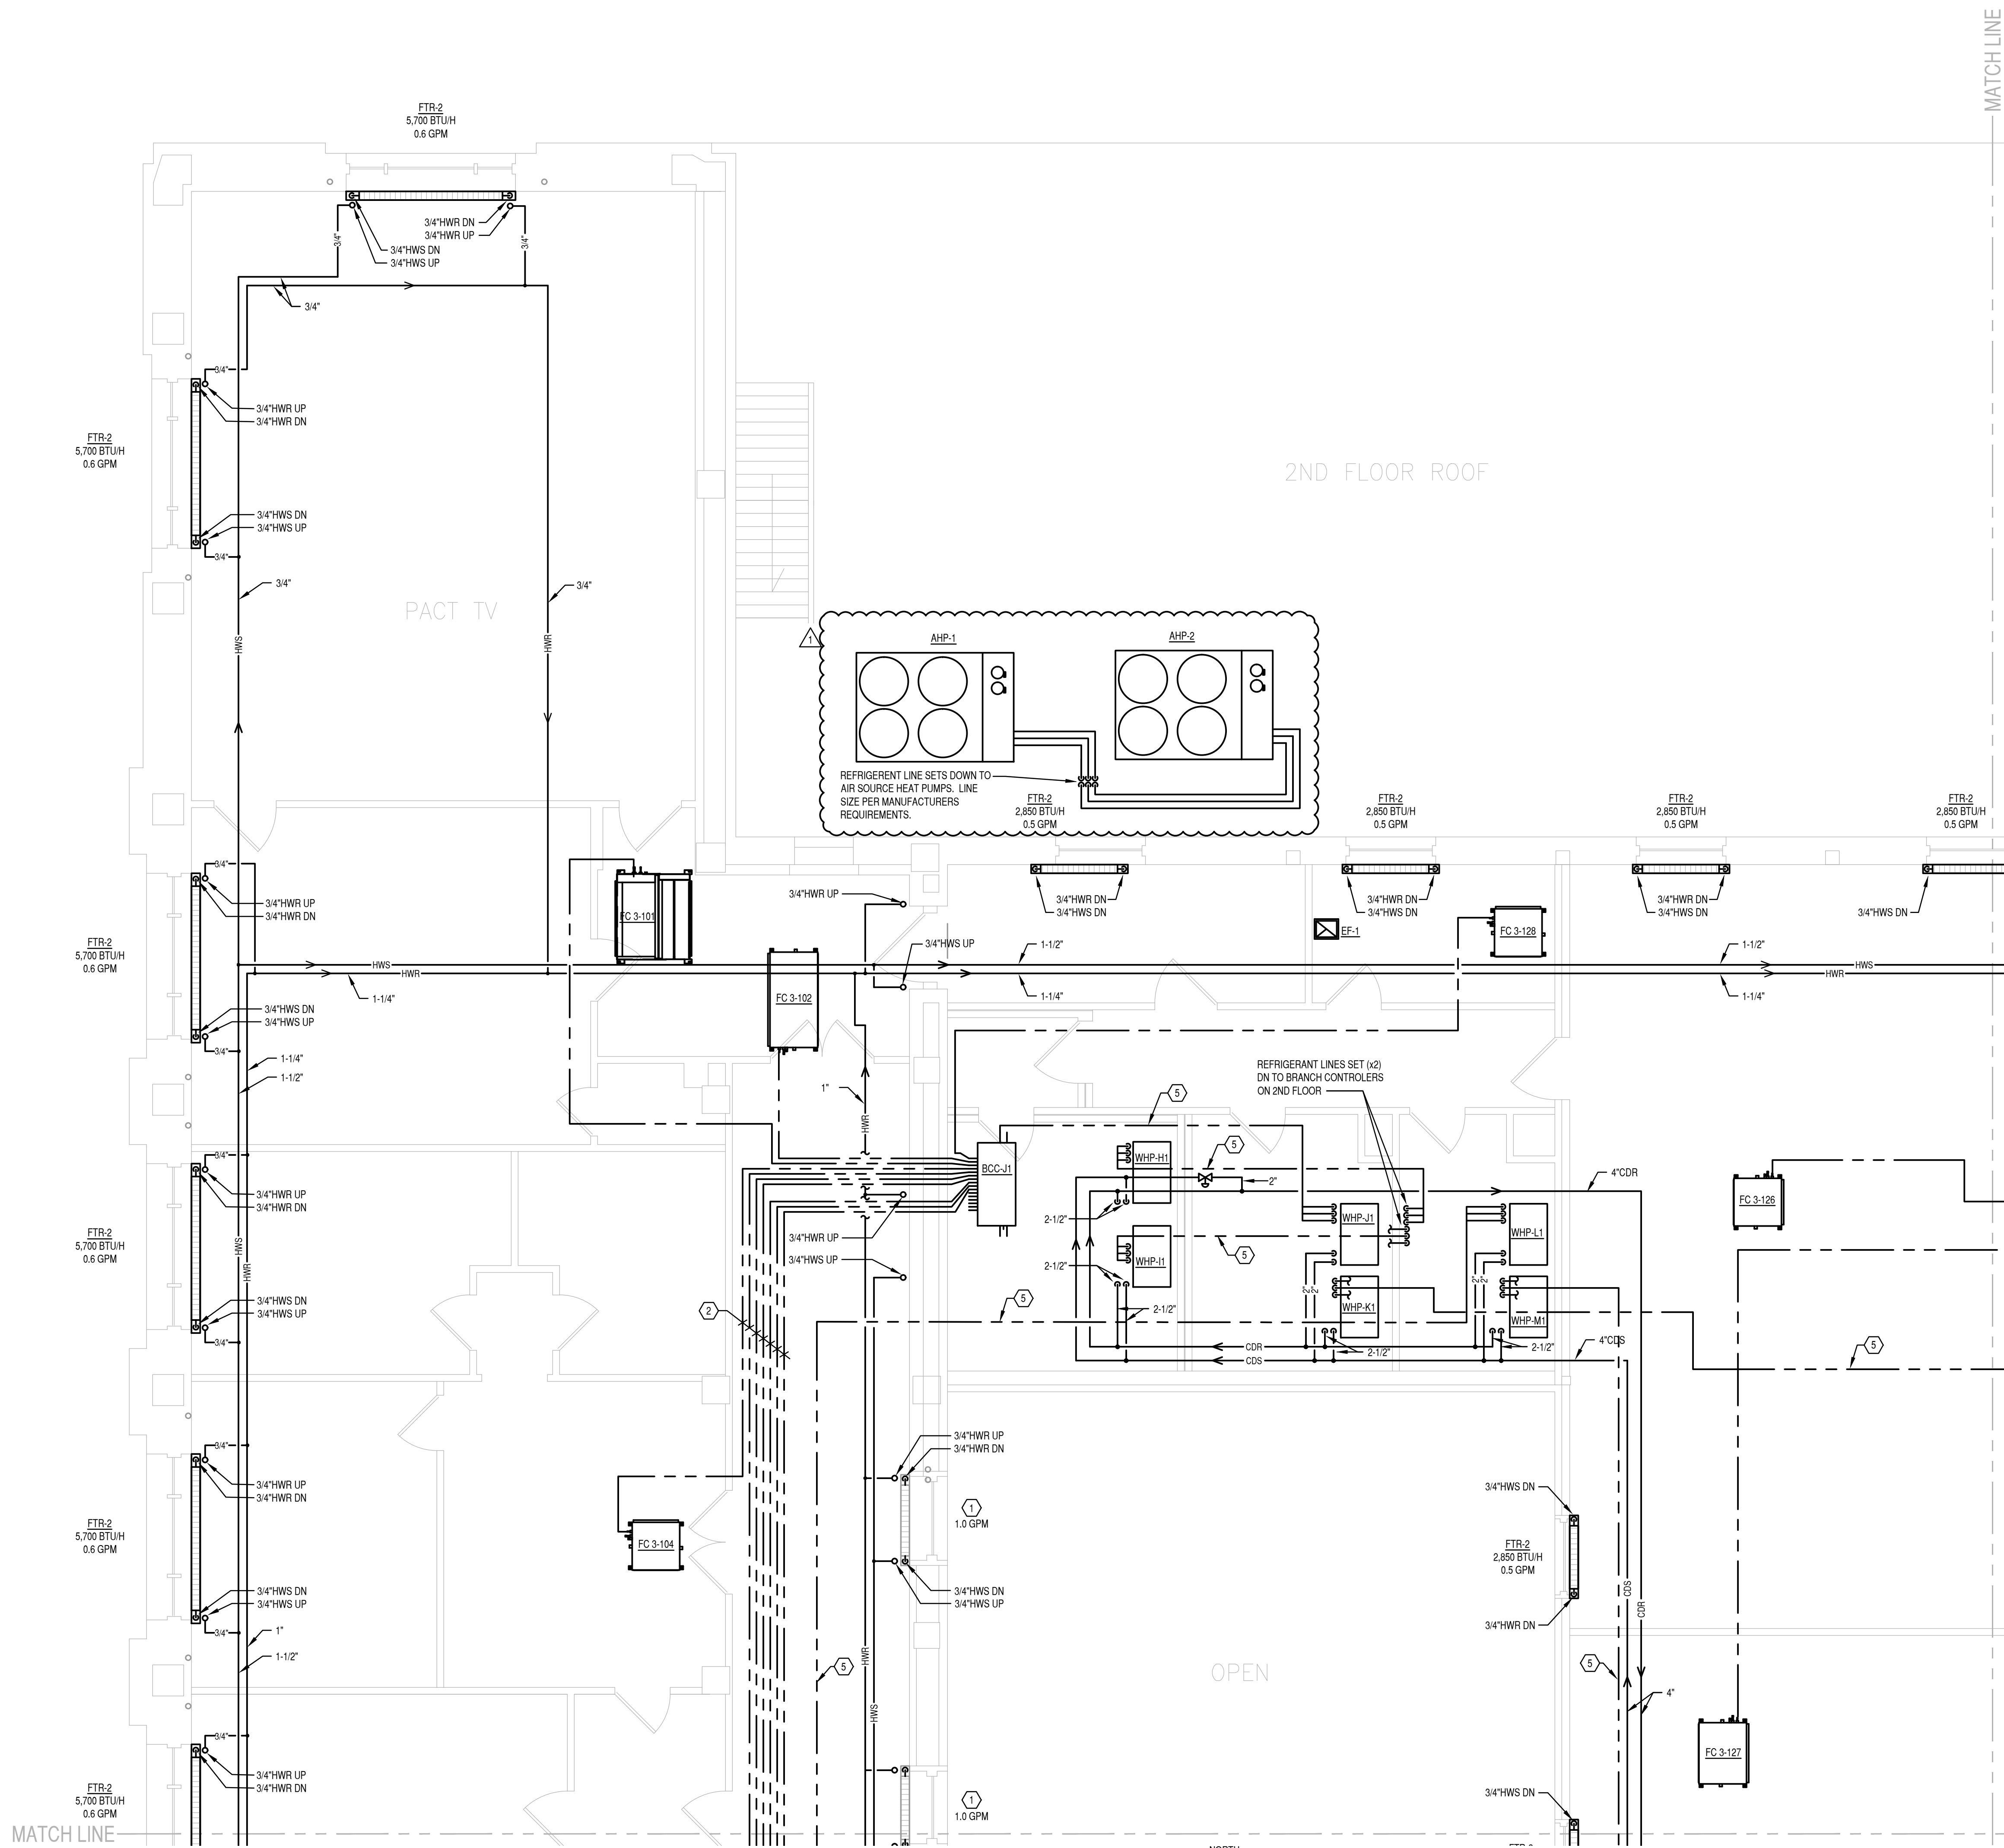 MATCH LINE
FTR-2
5,700 BTU/H
0.6 GPM
3/4"HWR DN
3/4"HWR UP
3/4"HWS DN
3/4"HWS UP
3/4"
3/4"
3/4"
3/4"
3/4"HWR UP
3/4"HWR DN
FTR-2
5,700 BTU/H
0.6 GPM
3/4"HWS DN
3/4"HWS UP
3/4"
3/4"
3/4"
HWS
HWR
PACT TV
2ND FLOOR ROOF
1
AHP-1
AHP-2
REFRIGERENT LINE SETS DOWN TO
AIR SOURCE HEAT PUMPS. LINE
SIZE PER MANUFACTURERS
REQUIREMENTS.
FTR-2
2,850 BTU/H
0.5 GPM
FTR-2
2,850 BTU/H
0.5 GPM
FTR-2
2,850 BTU/H
0.5 GPM
FTR-2
2,850 BTU/H
0.5 GPM
3/4"HWR DN
3/4"HWS DN
3/4"HWR DN
3/4"HWS DN
3/4"HWR DN
3/4"HWS DN
3/4"HWS DN
3/4"
3/4"HWR UP
3/4"HWR DN
FTR-2
5,700 BTU/H
0.6 GPM
FC 3-101
3/4"HWR UP
EF-1
FC 3-128
3/4"HWS UP
1-1/2"
1-1/2"
HWS
HWR
HWS
HWR
1-1/4"
1-1/4"
1-1/4"
FC 3-102
3/4"HWS DN
3/4"HWS UP
3/4"
1-1/4"
1-1/2"
1"
HWR
REFRIGERANT LINES SET (x2)
DN TO BRANCH CONTROLERS
ON 2ND FLOOR
5
5
BCC-J1
WHP-H1
2"
4"CDR
3/4"
3/4"HWR UP
3/4"HWR DN
FTR-2
5,700 BTU/H
0.6 GPM
HWS
HWR
3/4"HWR UP
3/4"HWS UP
2-1/2"
WHP-J1
WHP-L1
FC 3-126
5
2-1/2"
WHP-I1
2"
2"
2"
2"
5
2-1/2"
WHP-K1
WHP-M1
2
3/4"HWS DN
3/4"HWS UP
3/4"
CDR
CDS
2-1/2"
2-1/2"
4"CDS
5
3/4"
3/4"HWR UP
3/4"HWR DN
3/4"HWR UP
3/4"HWR DN
FTR-2
5,700 BTU/H
0.6 GPM
1
1.0 GPM
FC 3-104
3/4"HWS DN
FTR-2
2,850 BTU/H
0.5 GPM
3/4"HWR DN
3/4"HWS DN
3/4"HWS UP
3/4"HWS DN
3/4"HWS UP
3/4"
1"
1-1/2"
CDS
CDR
HWR
5
OPEN
5
4"
HWS
3/4"
3/4"HWR UP
3/4"HWR DN
FTR-2
5,700 BTU/H
0.6 GPM
1
1.0 GPM
FC 3-127
3/4"HWS DN
MATCH LINE